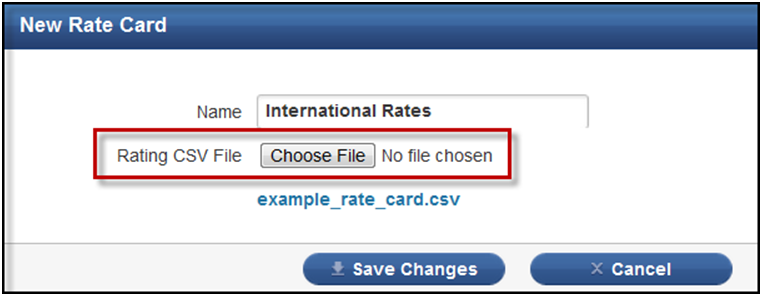 New Rate Card
Name International Rates
Rating CSV File Choose File No file chosen
example_rate_card.csv
Save Changes Cancel